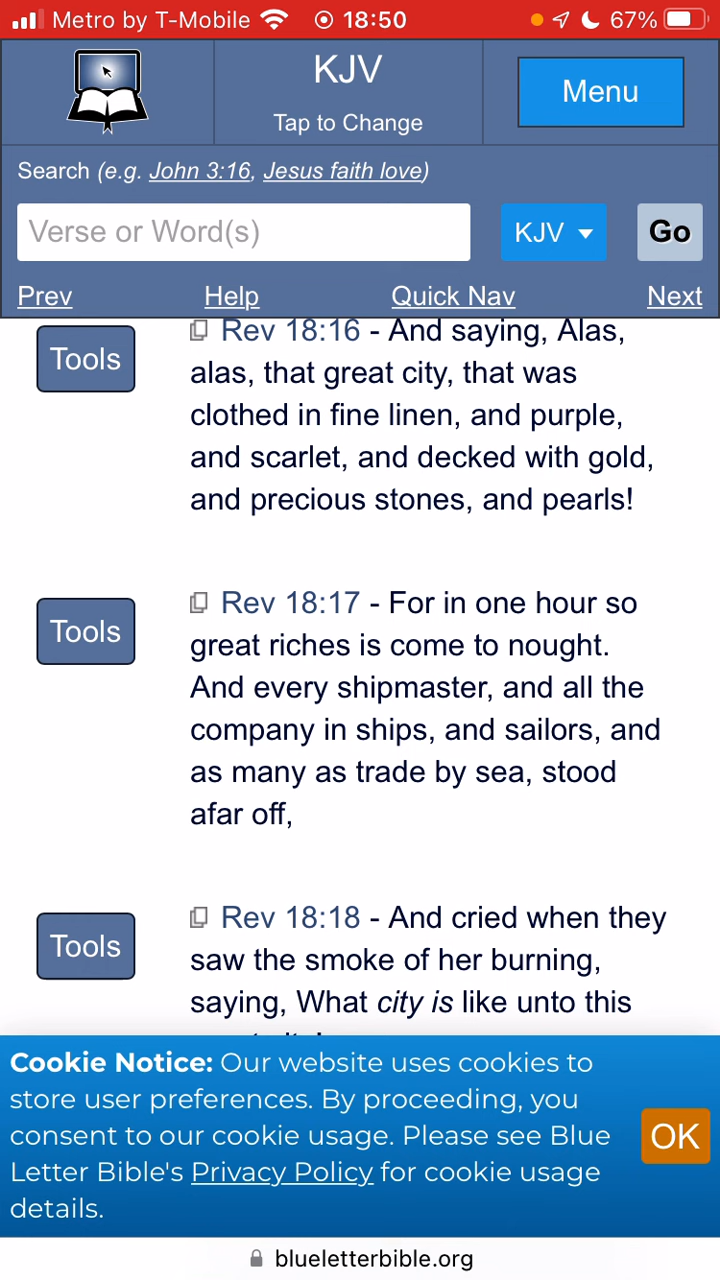 Metro by T-Mobile 18:50 67%
KJV
Tap to Change
Menu
Search (e.g. John 3:16, Jesus faith love)
Verse or Word(s) KJV Go
Prev Help Quick Nav Next
Tools
Rev 18:16 - And saying, Alas,
alas, that great city, that was
clothed in fine linen, and purple,
and scarlet, and decked with gold,
and precious stones, and pearls!
Tools
Rev 18:17 - For in one hour so
great riches is come to nought.
And every shipmaster, and all the
company in ships, and sailors, and
as many as trade by sea, stood
afar off,
Tools
Rev 18:18 - And cried when they
saw the smoke of her burning,
saying, What city is like unto this
Cookie Notice: Our website uses cookies to
store user preferences. By proceeding, you
consent to our cookie usage. Please see Blue
Letter Bible's Privacy Policy for cookie usage
details.
OK
blueletterbible.org